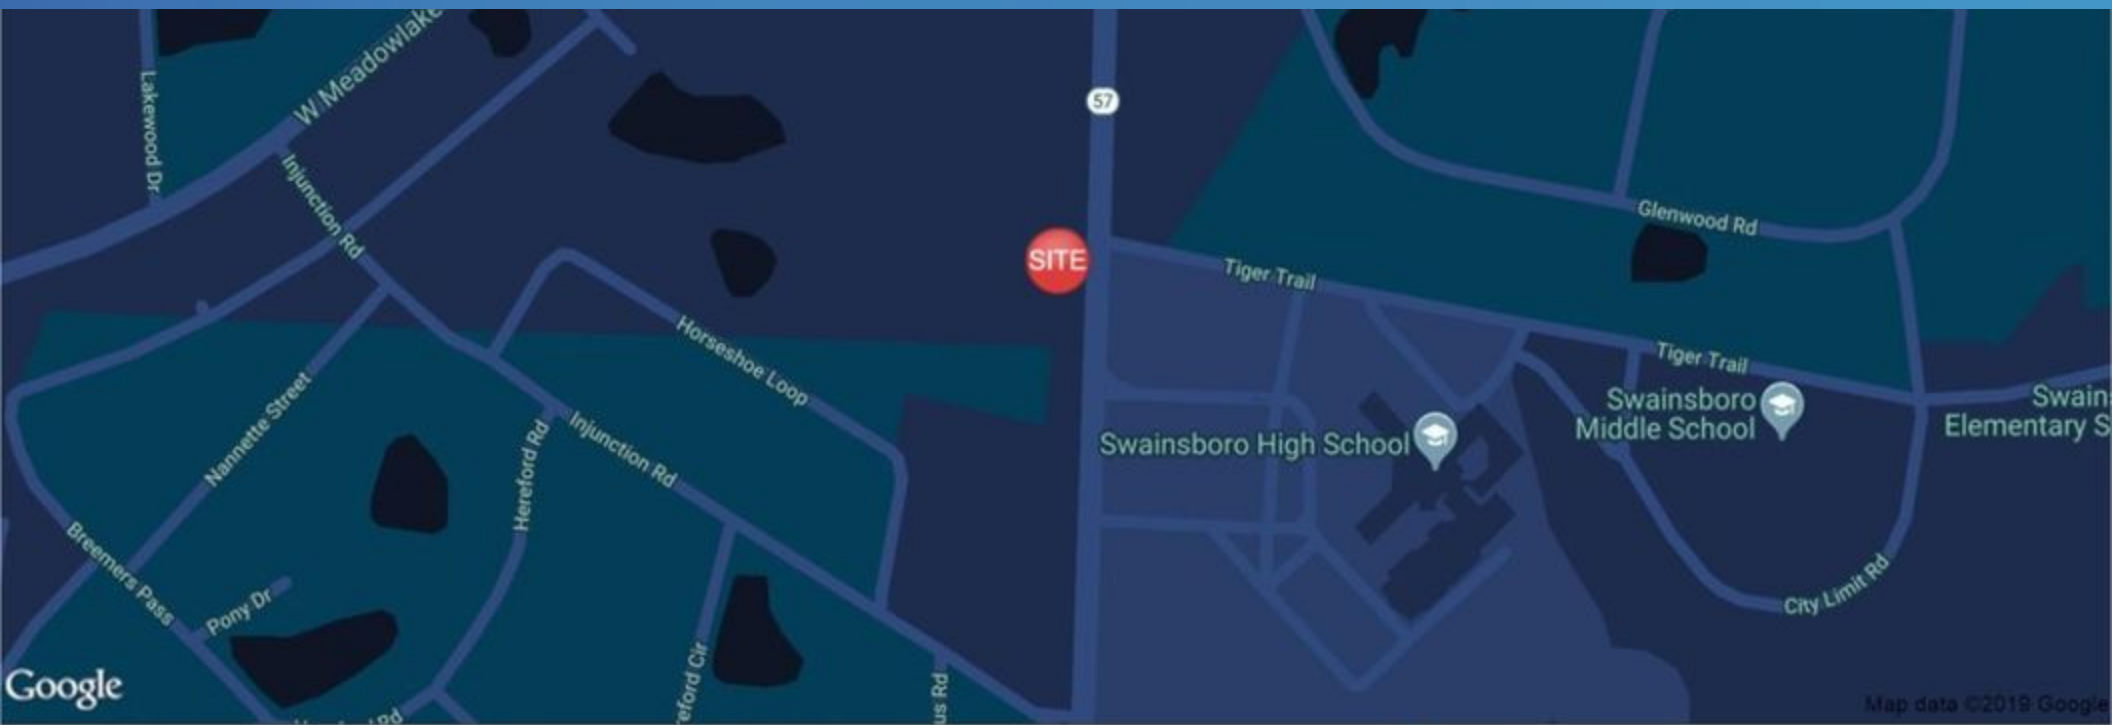 W Meadowlake
Lakewood Dr
57
Injunction Rd
Glenwood Rd
SITE
Tiger Trail
Horseshoe Loop
Tiger Trail
Swainsboro
Middle School
Swains
Elementary S
Nannette Street
Hereford Rd
Injunction Rd
Swainsboro High School
Breemers Pass
Pony Dr
City Limit Rd
Google
Map data ©2019 Google